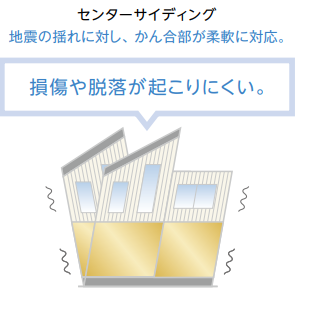 センターサイディング
地震の揺れに対し、かん合部が柔軟に対応。
損傷や脱落が起こりにくい。